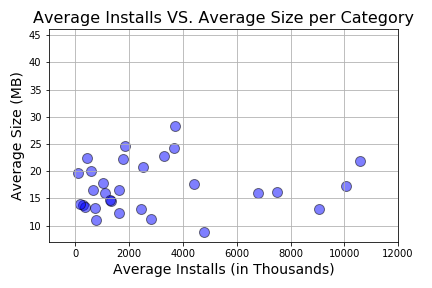 Average Installs VS. Average Size per Category
45
40
35
30
25
20
15
10
Average Size (MB)
0 2000 4000 6000 8000 10000 12000
Average Installs (in Thousands)